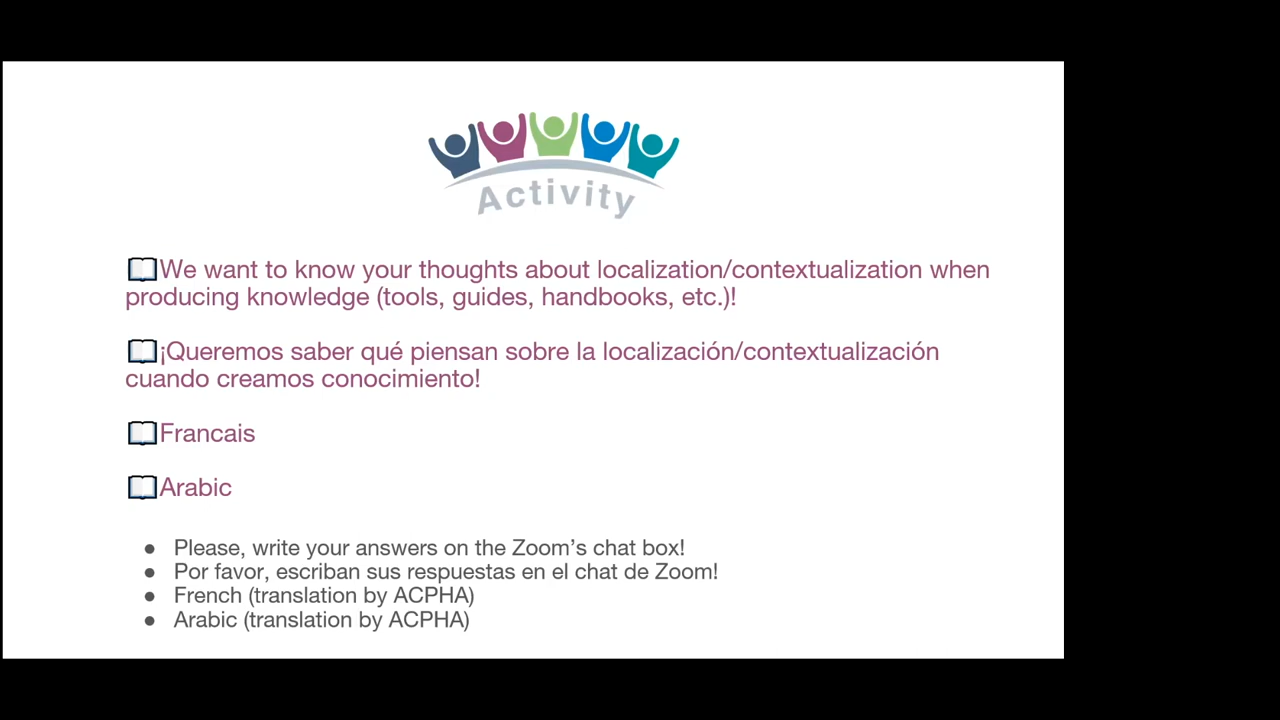 Activity
📖We want to know your thoughts about localization/contextualization when
producing knowledge (tools, guides, handbooks, etc.)!
📖¡Queremos saber qué piensan sobre la localización/contextualización
cuando creamos conocimiento!
📖Francais
📖Arabic
● Please, write your answers on the Zoom’s chat box!
● Por favor, escriban sus respuestas en el chat de Zoom!
● French (translation by ACPHA)
● Arabic (translation by ACPHA)